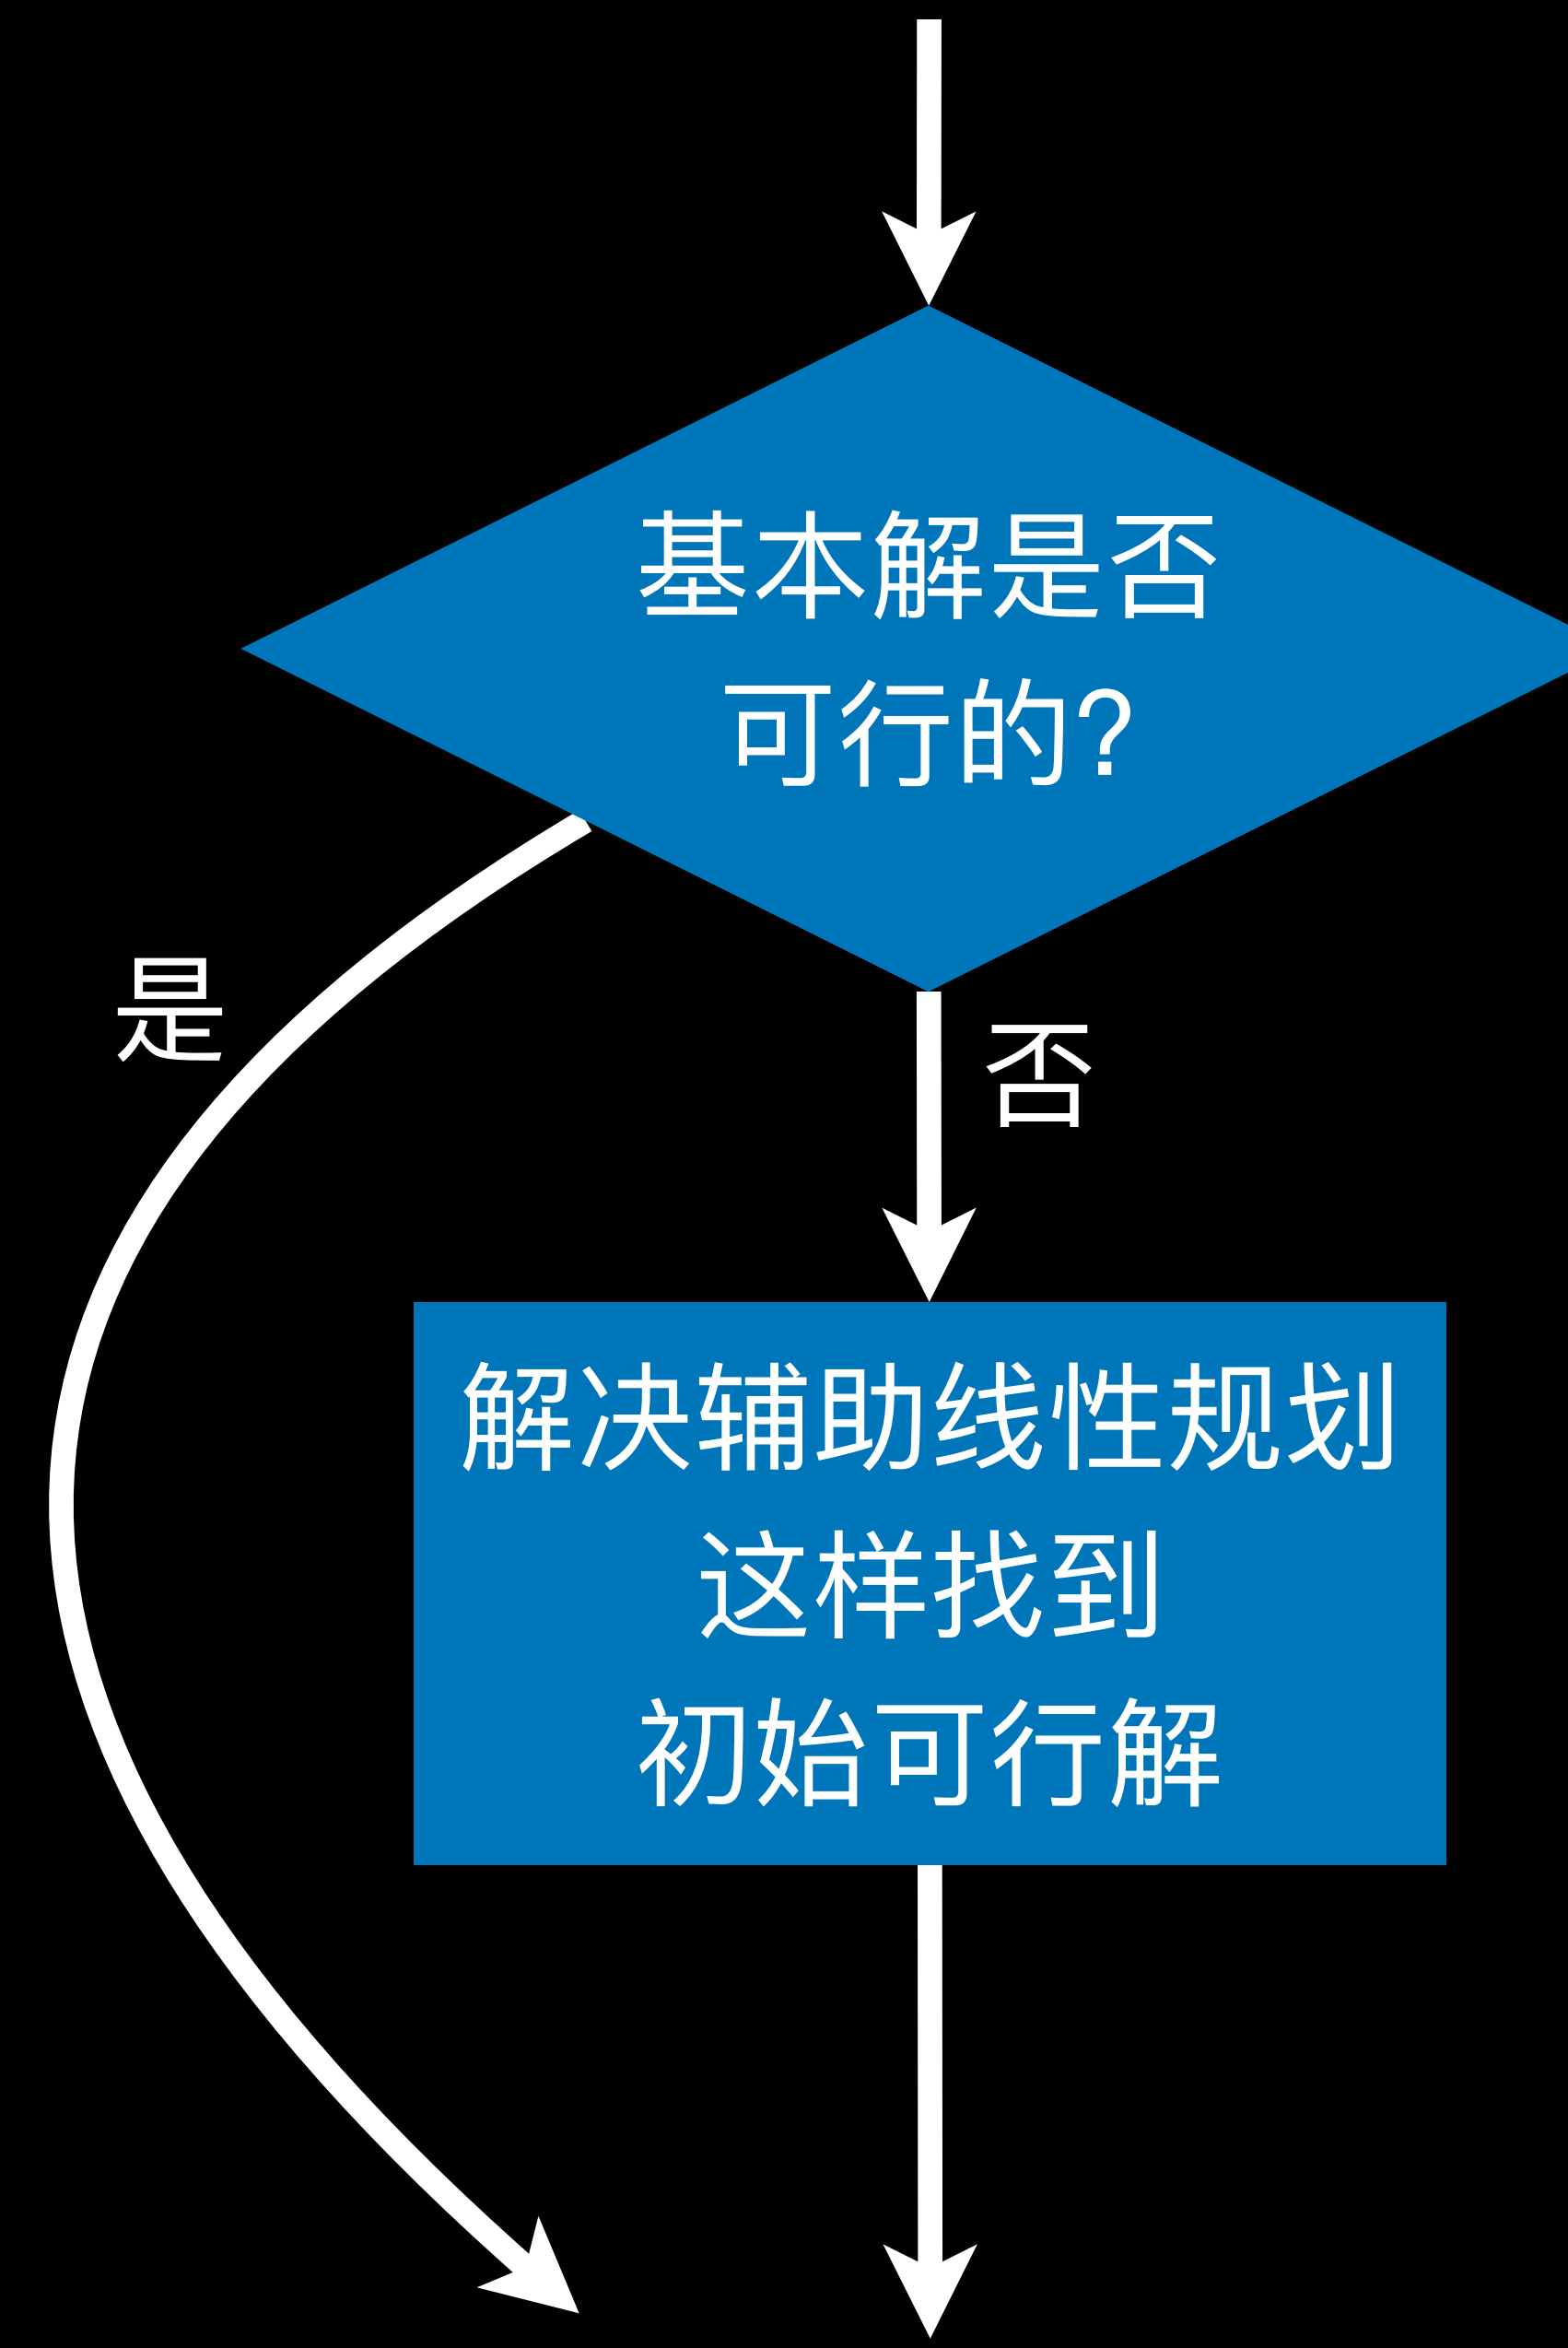 基本解是否
可行的?
是
否
解决辅助线性规划
这样找到
初始可行解